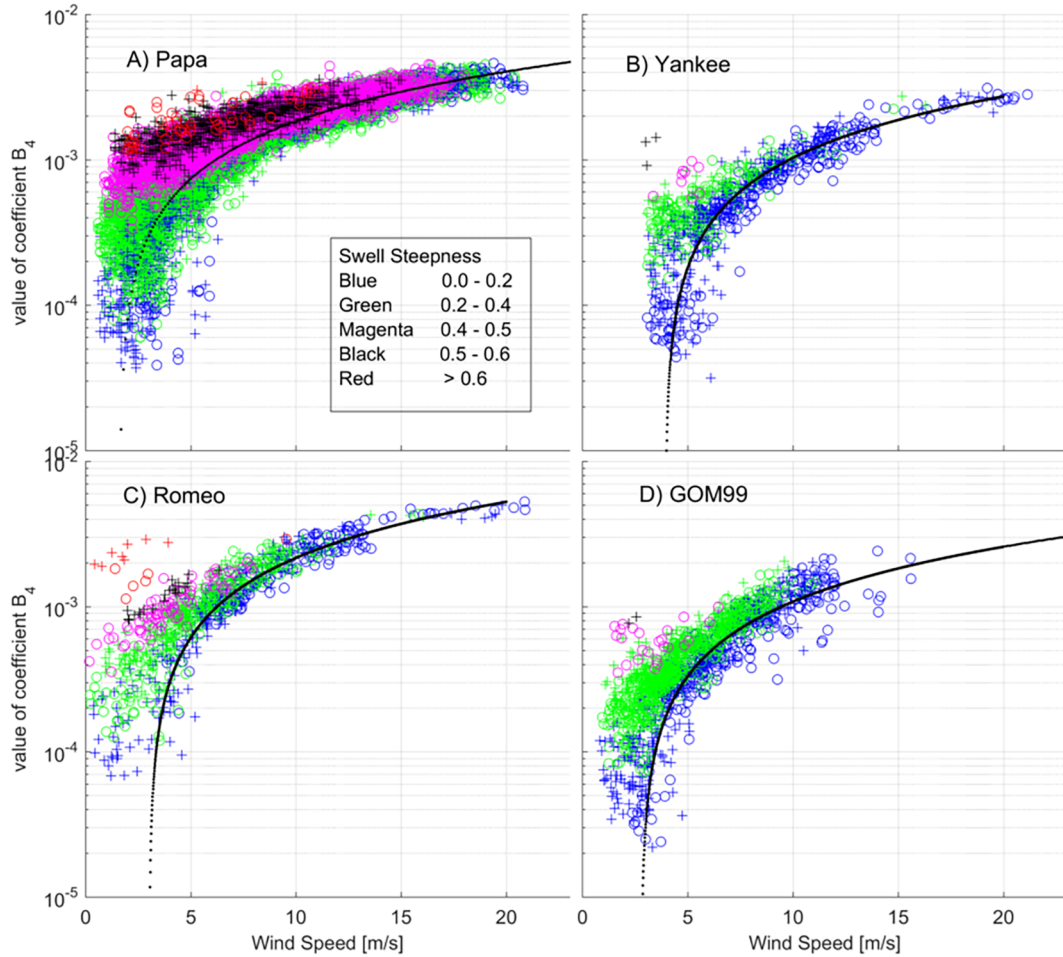 10-2
A) Papa
B) Yankee
10-3
value of coefficient B4
Swell Steepness
Blue 0.0 - 0.2
Green 0.2 - 0.4
Magenta 0.4 - 0.5
Black 0.5 - 0.6
Red > 0.6
10-4
10-2
C) Romeo
D) GOM99
10-3
value of coefficient B4
10-4
10-5
0 5 10 15 20 0 5 10 15 20
Wind Speed [m/s] Wind Speed [m/s]